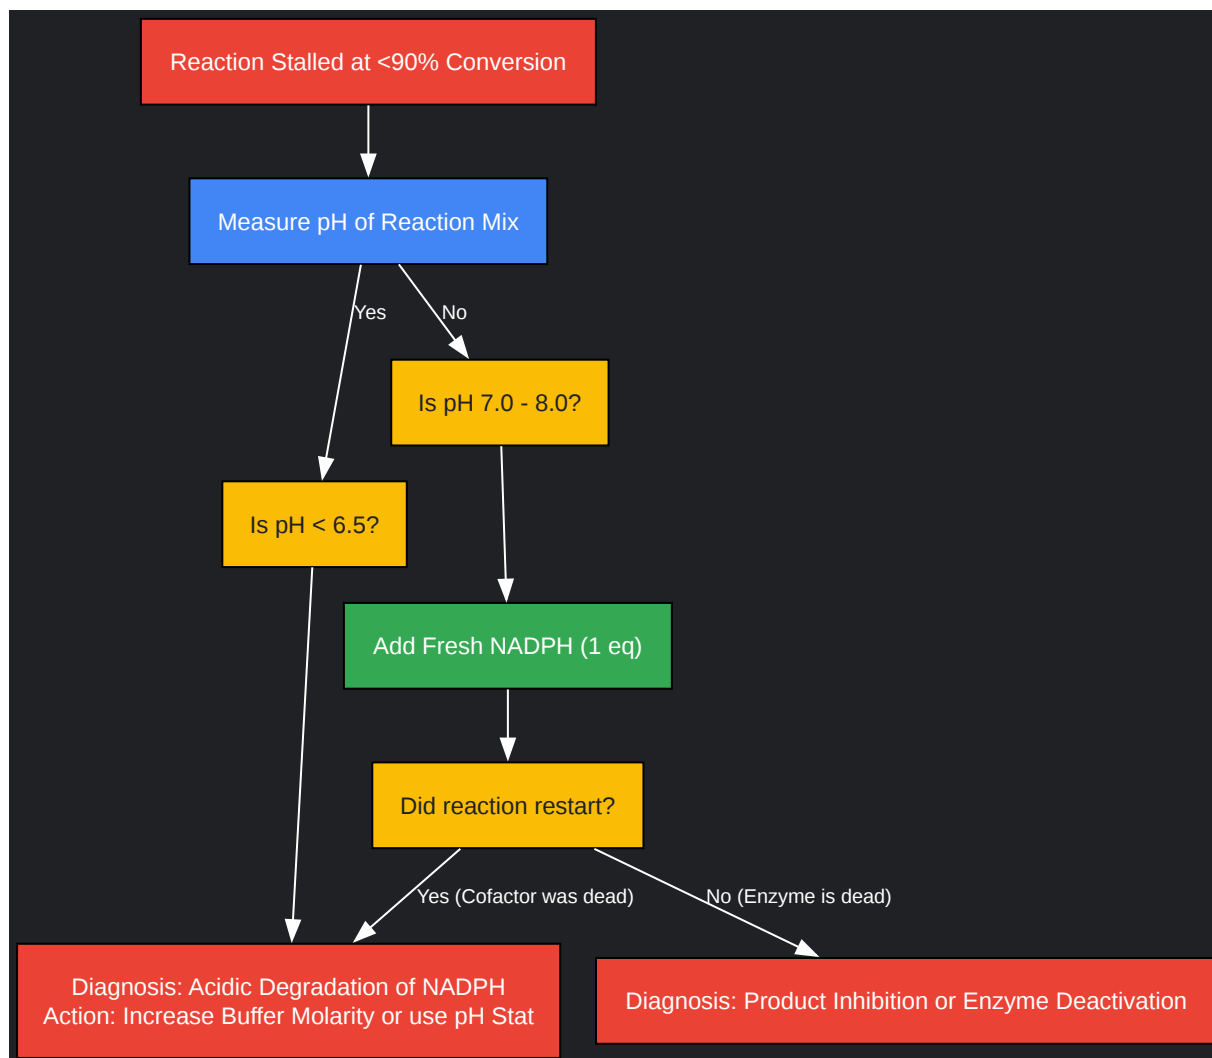 Reaction Stalled at <90% Conversion
Measure pH of Reaction Mix
Yes
No
Is pH 7.0 - 8.0?
Is pH < 6.5?
Add Fresh NADPH (1 eq)
Did reaction restart?
Yes (Cofactor was dead)
No (Enzyme is dead)
Diagnosis: Acidic Degradation of NADPH
Action: Increase Buffer Molarity or use pH Stat
Diagnosis: Product Inhibition or Enzyme Deactivation